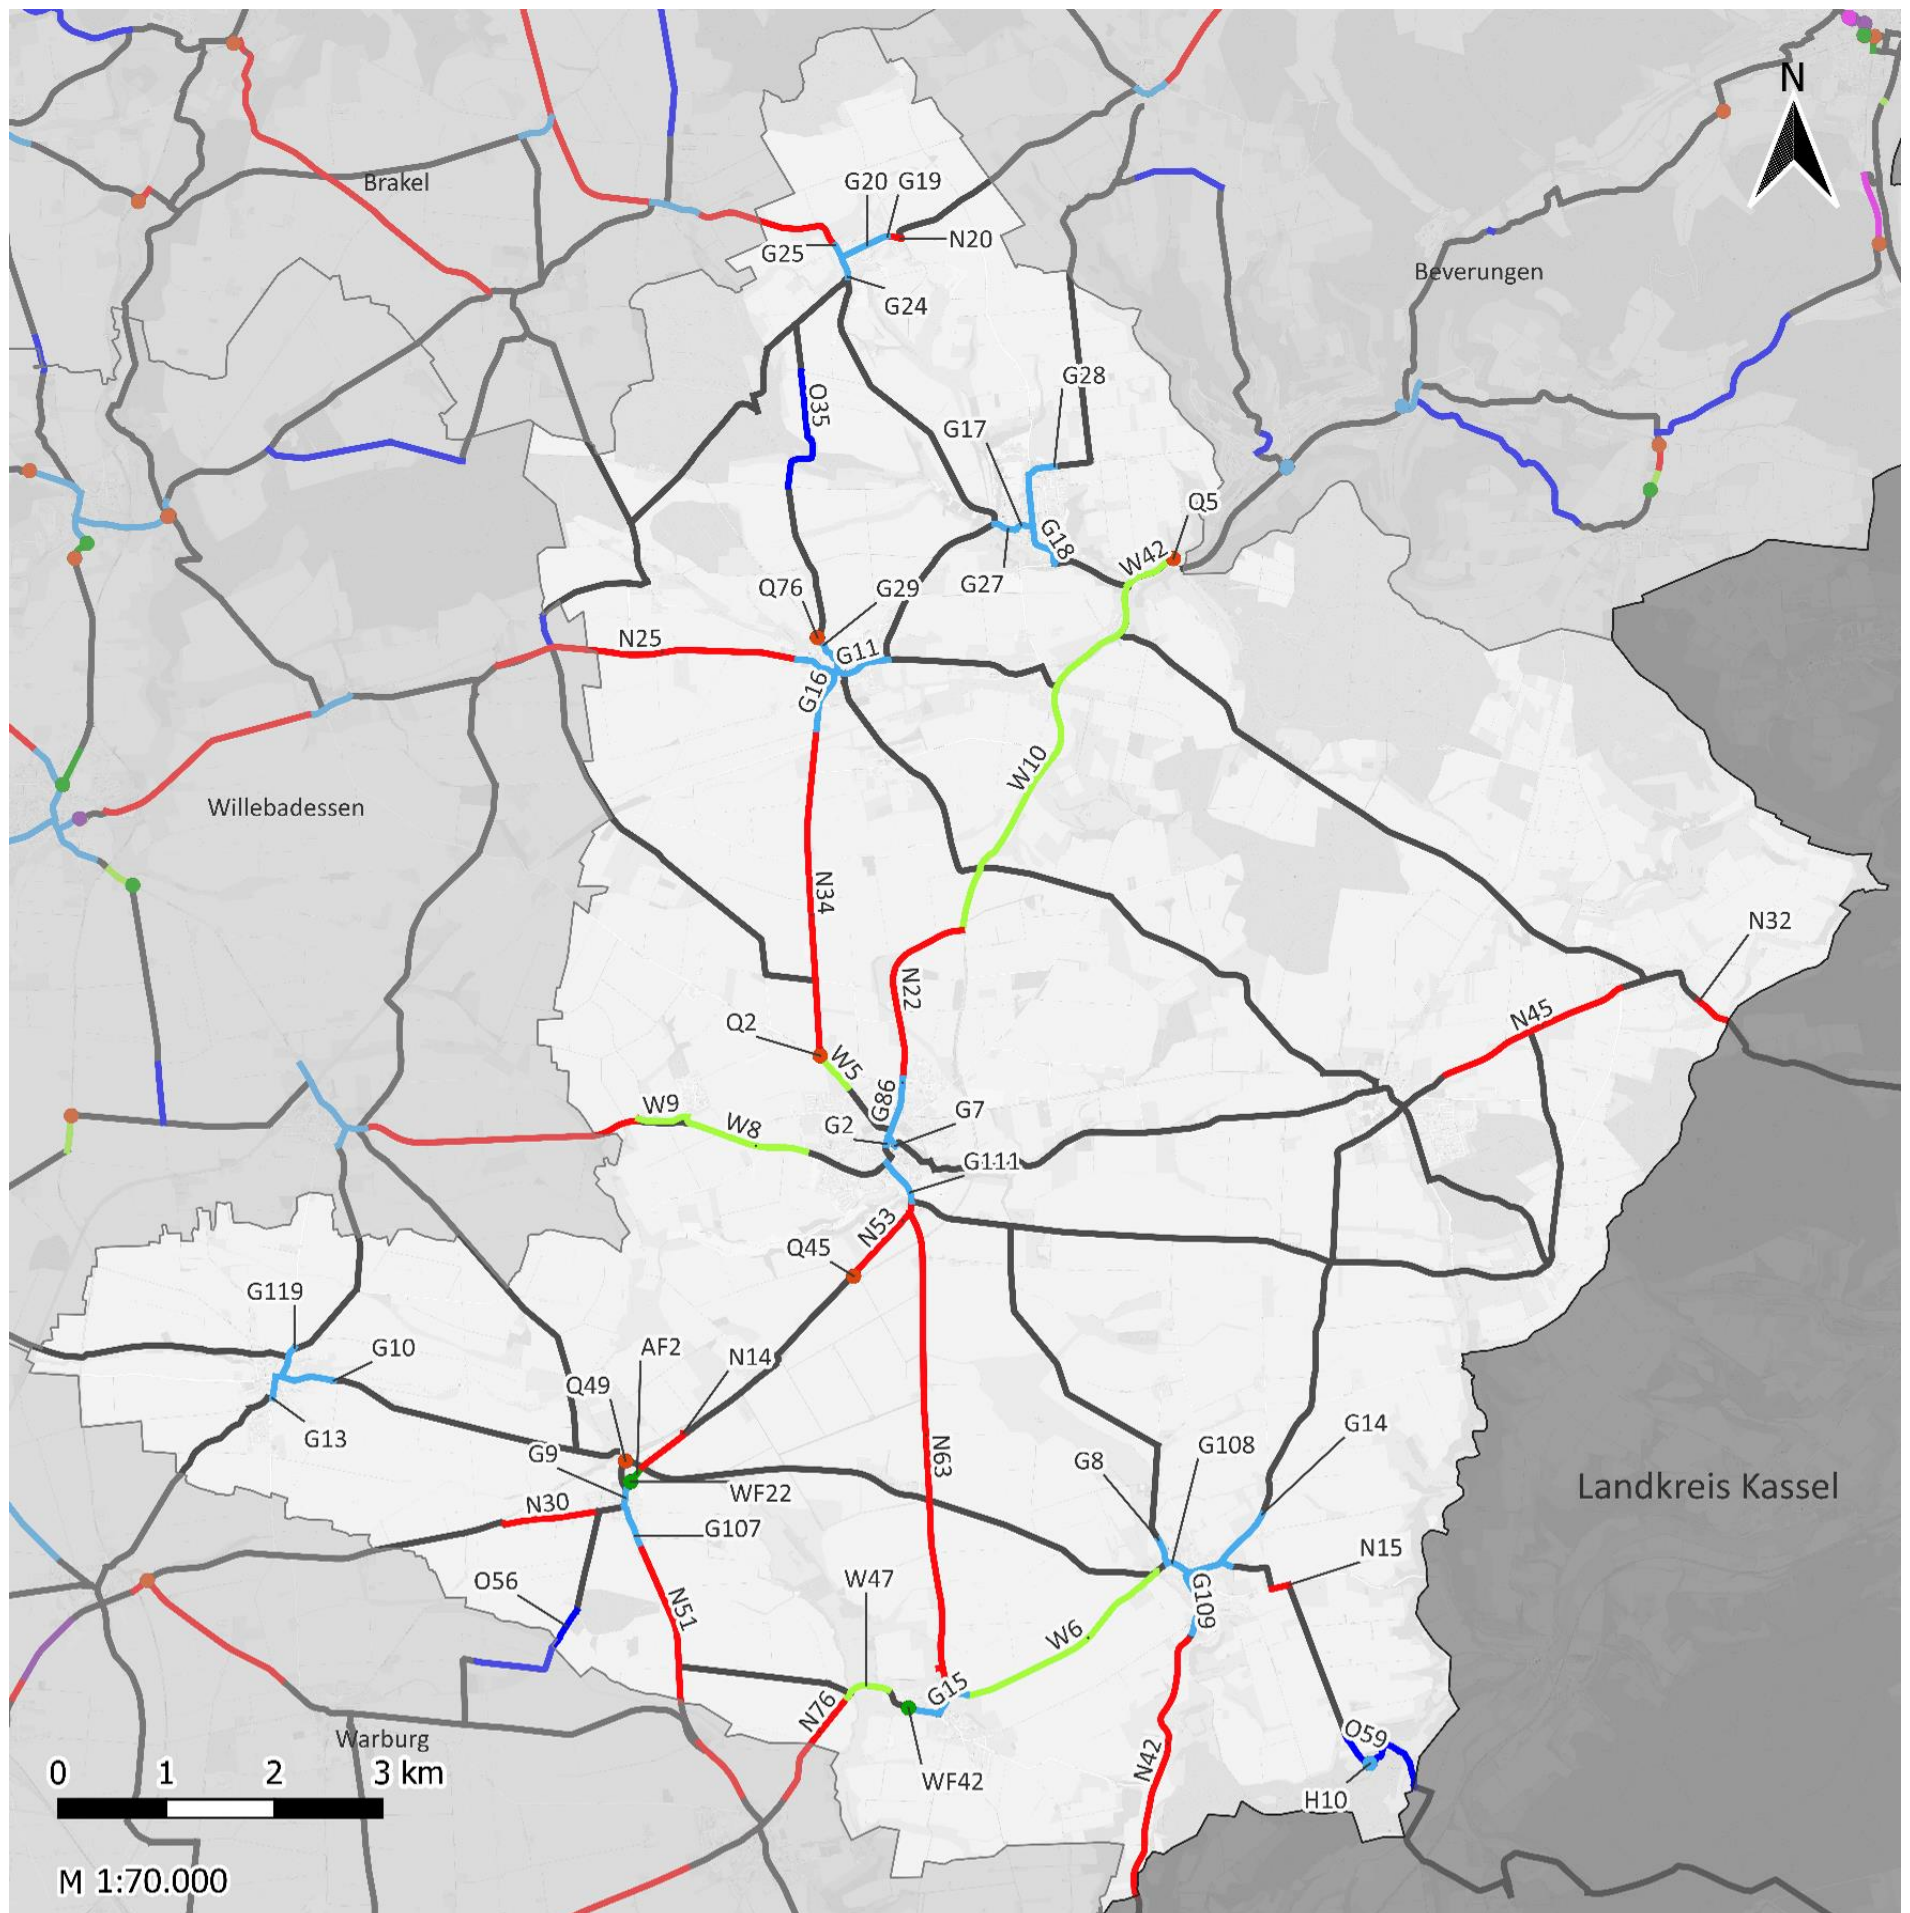 N
Brakel
G20
G19
G25
N20
G24
Beverungen
G28
O35
G17
Q5
G18
W42
G27
Q76
G29
N25
G11
G16
W10
Willebadessen
N34
N32
N22
N45
Q2
W5
W9
W8
G86
G7
G2
G111
N53
Q45
G119
G10
AF2
N14
Q49
G13
G9
N63
G14
G108
G8
WF22
N30
G107
Landkreis Kassel
N15
O56
W47
N51
G109
W6
G15
N76
O59
N42
Warburg
WF42
H10
0 1 2 3 km
M 1:70.000